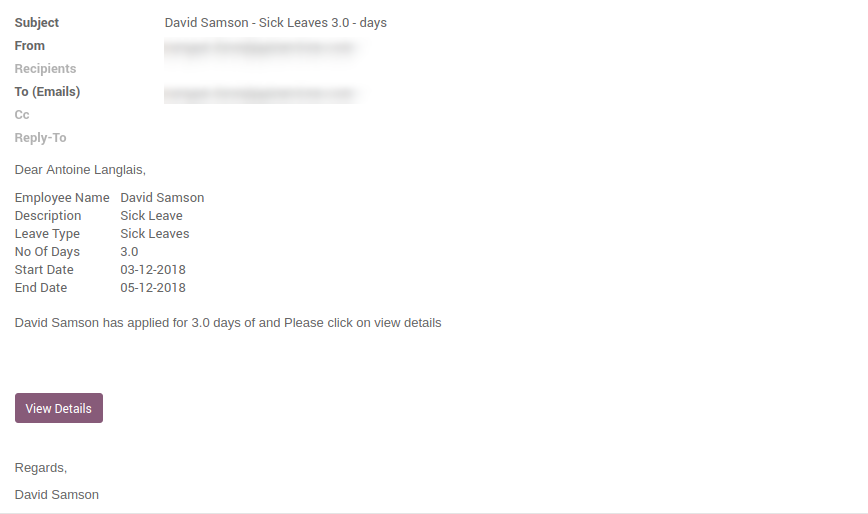 Subject David Samson - Sick Leaves 3.0 - days
From
Recipients
To (Emails)
Cc
Reply-To
Dear Antoine Langlais,
Employee Name David Samson
Description Sick Leave
Leave Type Sick Leaves
No Of Days 3.0
Start Date 03-12-2018
End Date 05-12-2018
David Samson has applied for 3.0 days of and Please click on view details
View Details
Regards,
David Samson